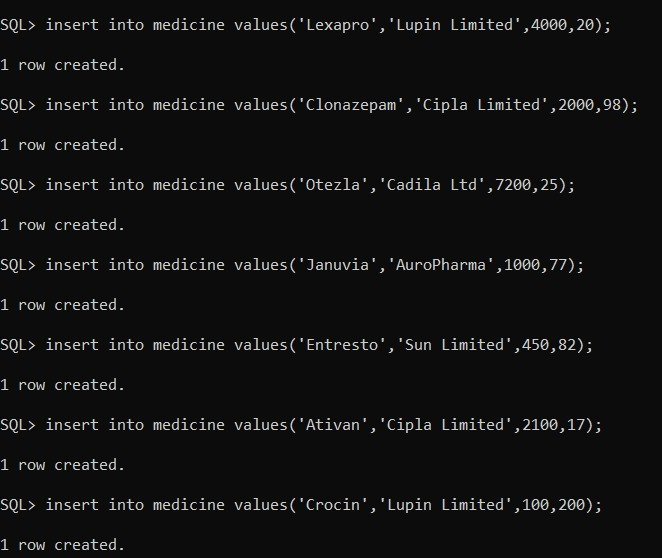 SQL> insert into medicine values('Lexapro','Lupin Limited',4000,20);
1 row created.
SQL> insert into medicine values('Clonazepam','Cipla Limited',2000,98);
1 row created.
SQL> insert into medicine values('Otezla','Cadila Ltd',7200,25);
1 row created.
SQL> insert into medicine values('Januvia','AuroPharma',1000,77);
1 row created.
SQL> insert into medicine values('Entresto','Sun Limited',450,82);
1 row created.
SQL> insert into medicine values('Ativan','Cipla Limited',2100,17);
1 row created.
SQL> insert into medicine values('Crocin','Lupin Limited',100,200);
1 row created.